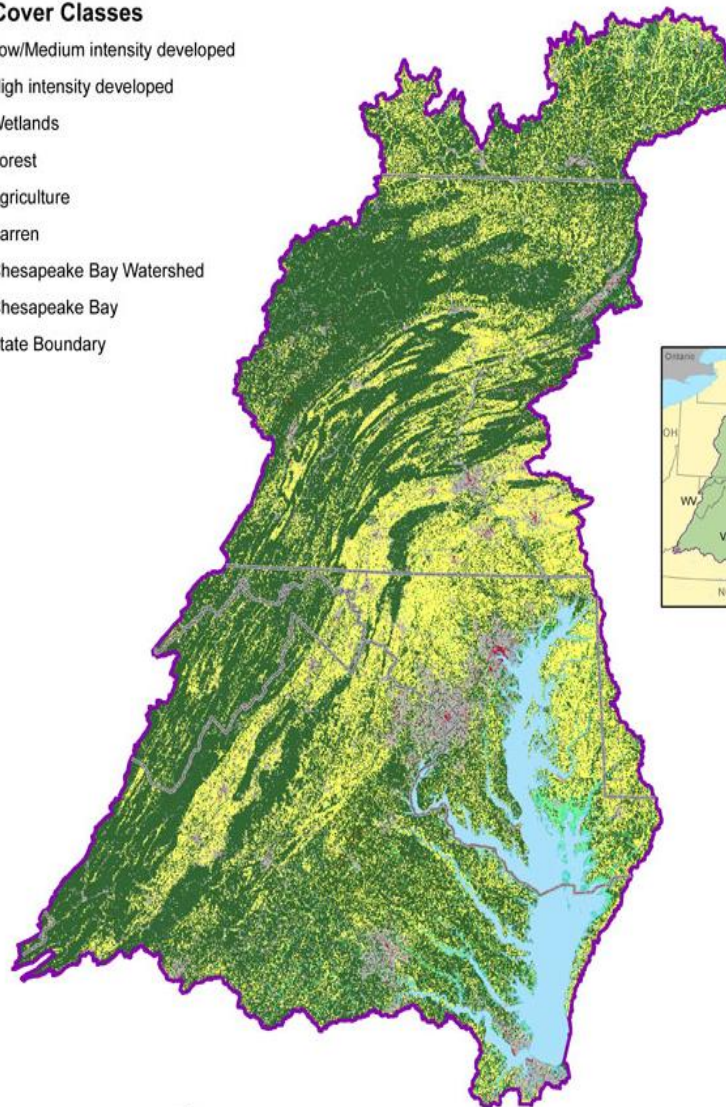 Cover Classes
ow/Medium intensity developed
igh intensity developed
Wetlands
orest
griculture
arren
hesapeake Bay Watershed
hesapeake Bay
tate Boundary
Ontario
OH
WV
V
N